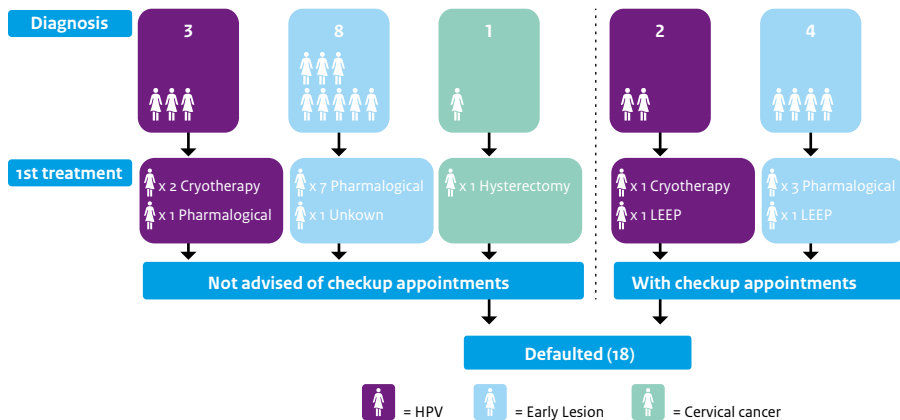 Diagnosis
3
8
1
2
4
1st treatment
x 2 Cryotherapy
x 1 Pharmalogical
x 7 Pharmalogical
x 1 Unkown
x 1 Hysterectomy
x 1 Cryotherapy
x 1 LEEP
x 3 Pharmalogical
x 1 LEEP
Not advised of checkup appointments
With checkup appointments
Defaulted (18)
= HPV
= Early Lesion
= Cervical cancer